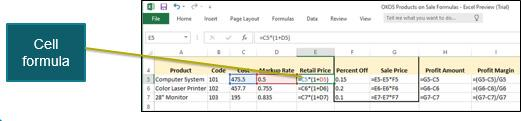 Cell
formula
OKOS Products on Sale Formulas - Excel Preview (Trial)
File Home Insert Page Layout Formulas Data Review View Tell me what you want to do...
E5 =C5*(1+D5)
A B C D E F G H I
4 Product Code Cost Markup Rate Retail Price Percent Off Sale Price Profit Amount Profit Margin
5 Computer System 101 475.5 0.5 =C5*(1+D5) 0.15 =E5-E5*F5 =G5-C5 =(G5-C5)/G5
6 Color Laser Printer 102 457.7 0.755 =C6*(1+D6) 0.2 =E6-E6*F6 =G6-C6 =(G6-C6)/G6
7 28" Monitor 103 195 0.835 =C7*(1+D7) 0.1 =E7-E7*F7 =G7-C7 =(G7-C7)/G7
8